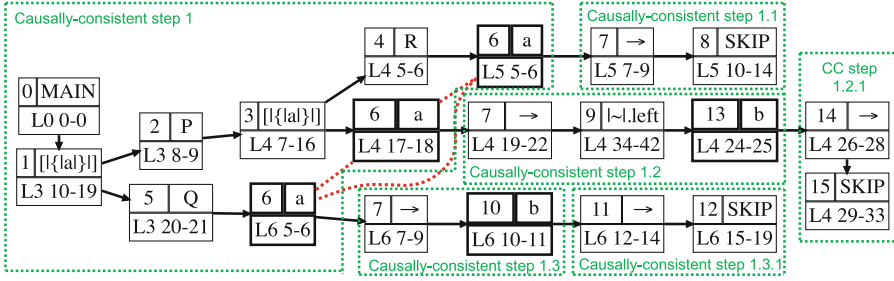 Causally-consistent step 1
Causally-consistent step 1.1
4 R
L4 5-6
6 a
L5 5-6
7 →
L5 7-9
8 SKIP
L5 10-14
CC step
1.2.1
0 MAIN
L0 0-0
2 P
L3 8-9
3 [|{|a|}|]
L4 7-16
6 a
L4 17-18
7 →
L4 19-22
9 |~|.left
L4 34-42
13 b
L4 24-25
14 →
L4 26-28
1 [|{|a|}|]
L3 10-19
Causally-consistent step 1.2
15 SKIP
L4 29-33
5 Q
L3 20-21
6 a
L6 5-6
7 →
L6 7-9
10 b
L6 10-11
11 →
L6 12-14
12 SKIP
L6 15-19
Causally-consistent step 1.3
Causally-consistent step 1.3.1